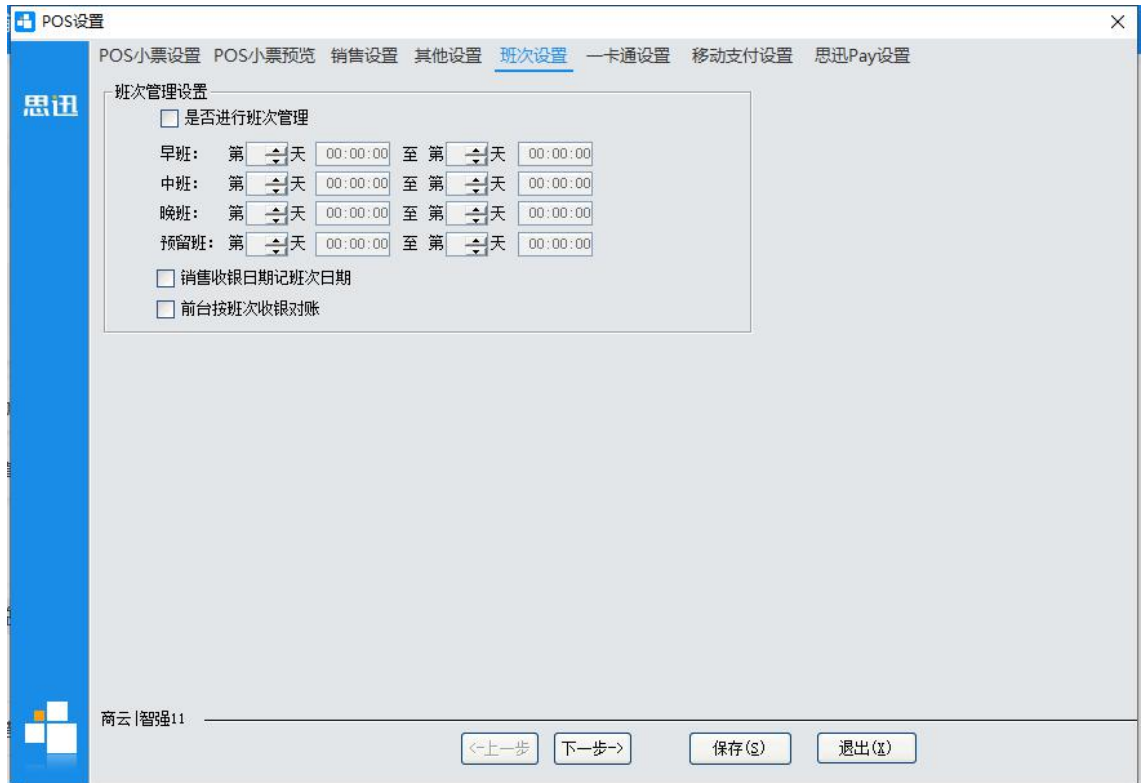 POS设置
POS小票设置 POS小票预览 销售设置 其他设置 班次设置 一卡通设置 移动支付设置 思迅Pay设置
思迅
班次管理设置
是否进行班次管理
早班： 第 天 00:00:00 至 第 天 00:00:00
中班： 第 天 00:00:00 至 第 天 00:00:00
晚班： 第 天 00:00:00 至 第 天 00:00:00
预留班：第 天 00:00:00 至 第 天 00:00:00
销售收银日期记班次日期
前台按班次收银对账
商云|智强11
<-上一步 下一步-> 保存(S) 退出(X)